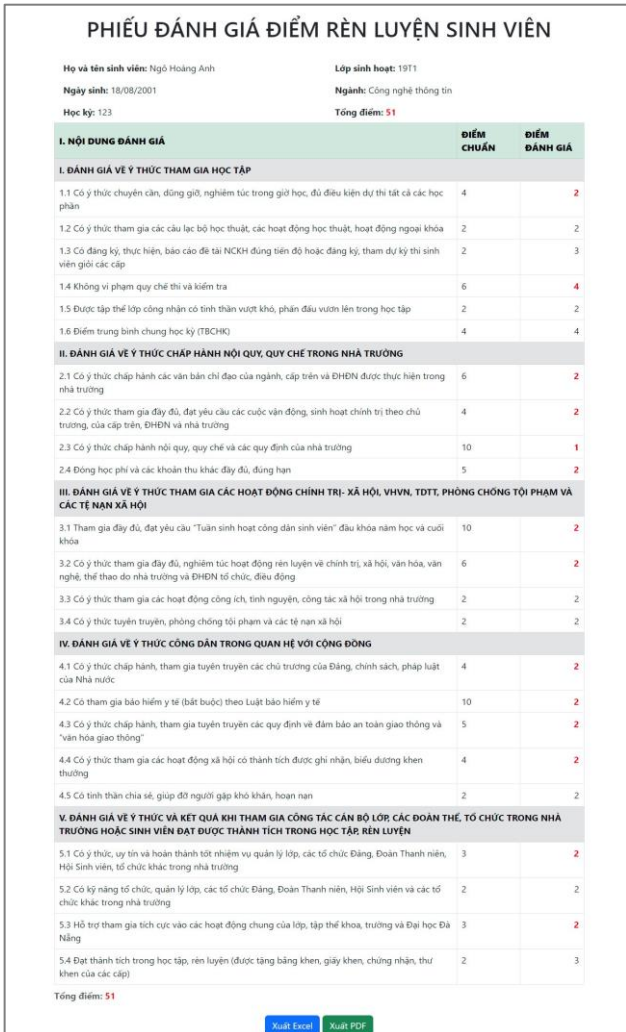 PHIẾU ĐÁNH GIÁ ĐIỂM RÈN LUYỆN SINH VIÊN
Họ và tên sinh viên: Ngô Hoàng Anh
Lớp sinh hoạt: 19T1
Ngày sinh: 18/08/2001
Ngành: Công nghệ thông tin
Học kỳ: 123
Tổng điểm: 51
I. NỘI DUNG ĐÁNH GIÁ
ĐIỂM CHUẨN
ĐIỂM ĐÁNH GIÁ
I. ĐÁNH GIÁ VỀ Ý THỨC THAM GIA HỌC TẬP
1.1 Có ý thức chuyên cần, đúng giờ, nghiêm túc trong giờ học, đủ điều kiện dự thi tất cả các học 4 2
phần
1.2 Có ý thức tham gia các câu lạc bộ học thuật, các hoạt động học thuật, hoạt động ngoại khóa 2 2
1.3 Có đăng ký, thực hiện, báo cáo đề tài NCKH đúng tiến độ hoặc đăng ký, tham dự kỳ thi sinh 2 3
viên giỏi các cấp
1.4 Không vi phạm quy chế thi và kiểm tra 6 4
1.5 Được tập thể lớp công nhận có tinh thần vượt khó, phấn đấu vươn lên trong học tập 2 2
1.6 Điểm trung bình chung học kỳ (TBCHK) 4 4
II. ĐÁNH GIÁ VỀ Ý THỨC CHẤP HÀNH NỘI QUY, QUY CHẾ TRONG NHÀ TRƯỜNG
2.1 Có ý thức chấp hành các văn bản chỉ đạo của ngành, cấp trên và ĐHĐN được thực hiện trong 6 2
nhà trường
2.2 Có ý thức tham gia đầy đủ, đạt yêu cầu các cuộc vận động, sinh hoạt chính trị theo chủ 4 2
trương, của cấp trên, ĐHĐN và nhà trường
2.3 Có ý thức chấp hành nội quy, quy chế và các quy định của nhà trường 10 1
2.4 Đóng học phí và các khoản thu khác đầy đủ, đúng hạn 5 2
III. ĐÁNH GIÁ VỀ Ý THỨC THAM GIA CÁC HOẠT ĐỘNG CHÍNH TRỊ- XÃ HỘI, VHVN, TDTT, PHÒNG CHỐNG TỘI PHẠM VÀ
CÁC TỆ NẠN XÃ HỘI
3.1 Tham gia đầy đủ, đạt yêu cầu "Tuần sinh hoạt công dân sinh viên" đầu khóa năm học và cuối 10 2
khóa
3.2 Có ý thức tham gia đầy đủ, nghiêm túc hoạt động rèn luyện về chính trị, xã hội, văn hóa, văn 6 2
nghệ, thể thao do nhà trường và ĐHĐN tổ chức, điều động
3.3 Có ý thức tham gia các hoạt động công ích, tình nguyện, công tác xã hội trong nhà trường 2 2
3.4 Có ý thức tuyên truyền, phòng chống tội phạm và các tệ nạn xã hội 2 2
IV. ĐÁNH GIÁ VỀ Ý THỨC CÔNG DÂN TRONG QUAN HỆ VỚI CỘNG ĐỒNG
4.1 Có ý thức chấp hành, tham gia tuyên truyền các chủ trương của Đảng, chính sách, pháp luật 4 2
của Nhà nước
4.2 Có tham gia bảo hiểm y tế (bắt buộc) theo Luật bảo hiểm y tế 10 2
4.3 Có ý thức chấp hành, tham gia tuyên truyền các quy định về đảm bảo an toàn giao thông và 5 2
"văn hóa giao thông"
4.4 Có ý thức tham gia các hoạt động xã hội có thành tích được ghi nhận, biểu dương khen 4 2
thưởng
4.5 Có tinh thần chia sẻ, giúp đỡ người gặp khó khăn, hoạn nạn 2 2
V. ĐÁNH GIÁ VỀ Ý THỨC VÀ KẾT QUẢ KHI THAM GIA CÔNG TÁC CÁN BỘ LỚP, CÁC ĐOÀN THỂ, TỔ CHỨC TRONG NHÀ
TRƯỜNG HOẶC SINH VIÊN ĐẠT ĐƯỢC THÀNH TÍCH TRONG HỌC TẬP, RÈN LUYỆN
5.1 Có ý thức, uy tín và hoàn thành tốt nhiệm vụ quản lý lớp, các tổ chức Đảng, Đoàn Thanh niên, 3 2
Hội Sinh viên, tổ chức khác trong nhà trường
5.2 Có kỹ năng tổ chức, quản lý lớp, các tổ chức Đảng, Đoàn Thanh niên, Hội Sinh viên và các tổ 2 2
chức khác trong nhà trường
5.3 Hỗ trợ tham gia tích cực vào các hoạt động chung của lớp, tập thể khoa, trường và Đại học Đà 3 2
Nẵng
5.4 Đạt thành tích trong học tập, rèn luyện (được tặng bằng khen, giấy khen, chứng nhận, thư 2 3
khen của các cấp)
Tổng điểm: 51
Xuất Excel
Xuất PDF